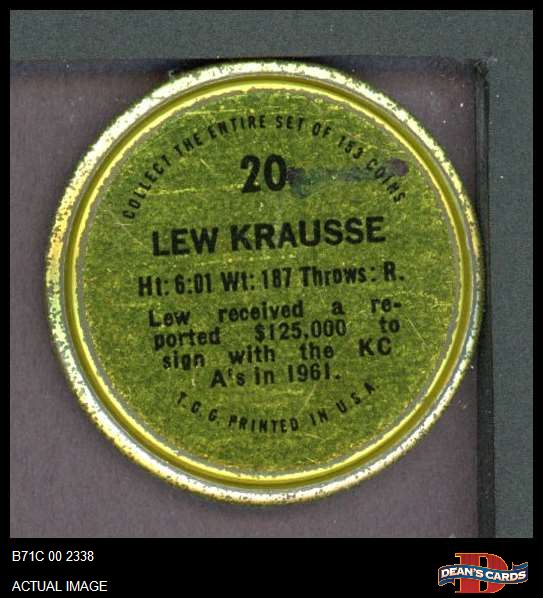 COLLECT THE ENTIRE SET OF 153 COINS
20
LEW KRAUSSE
Ht: 6:01 Wt: 187 Throws: R.
Lew received a re-
ported $125,000 to
sign with the KC
A's in 1961.
T.C.G. PRINTED IN U.S.A.
B71C 00 2338
ACTUAL IMAGE
DEAN'S CARDS